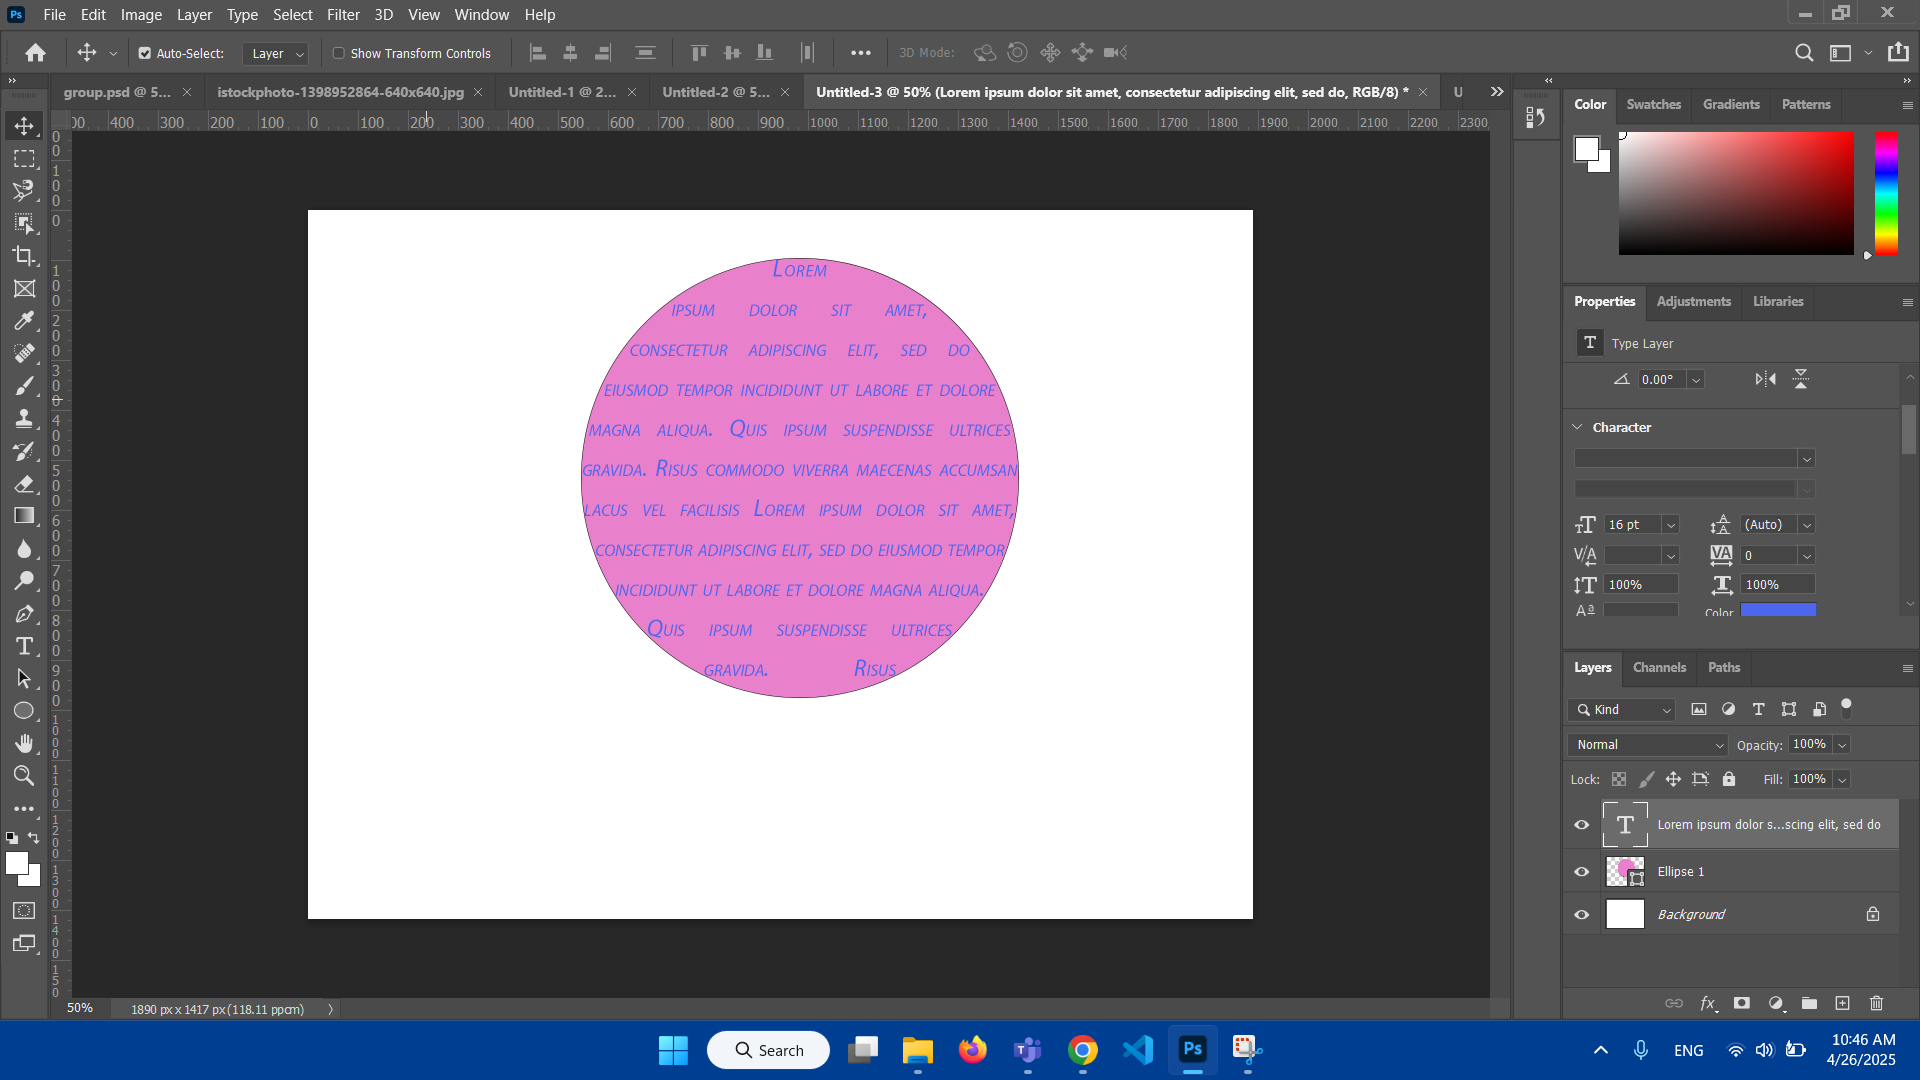 Ps File Edit Image Layer Type Select Filter 3D View Window Help
Auto-Select: Layer Show Transform Controls 3D Mode:
group.psd @ 5... istockphoto-1398952864-640x640.jpg Untitled-1 @ 2... Untitled-2 @ 5... Untitled-3 @ 50% (Lorem ipsum dolor sit amet, consectetur adipiscing elit, sed do, RGB/8) * U
400 300 200 100 0 100 200 300 400 500 600 700 800 900 1000 1100 1200 1300 1400 1500 1600 1700 1800 1900 2000 2100 2200 2300
Lorem
ipsum dolor sit amet,
consectetur adipiscing elit, sed do
eiusmod tempor incididunt ut labore et dolore
magna aliqua. Quis ipsum suspendisse ultrices
gravida. Risus commodo viverra maecenas accumsan
lacus vel facilisis Lorem ipsum dolor sit amet,
consectetur adipiscing elit, sed do eiusmod tempor
incididunt ut labore et dolore magna aliqua.
Quis ipsum suspendisse ultrices
gravida. Risus
Color Swatches Gradients Patterns
Properties Adjustments Libraries
T Type Layer
0.00°
Character
16 pt (Auto)
V/A VA 0
100% 100%
Color
Layers Channels Paths
Kind
Normal Opacity: 100%
Lock: Fill: 100%
T Lorem ipsum dolor s...scing elit, sed do
Ellipse 1
Background
fx
50% 1890 px x 1417 px (118.11 ppcm)
Search Ps ENG 10:46 AM
4/26/2025